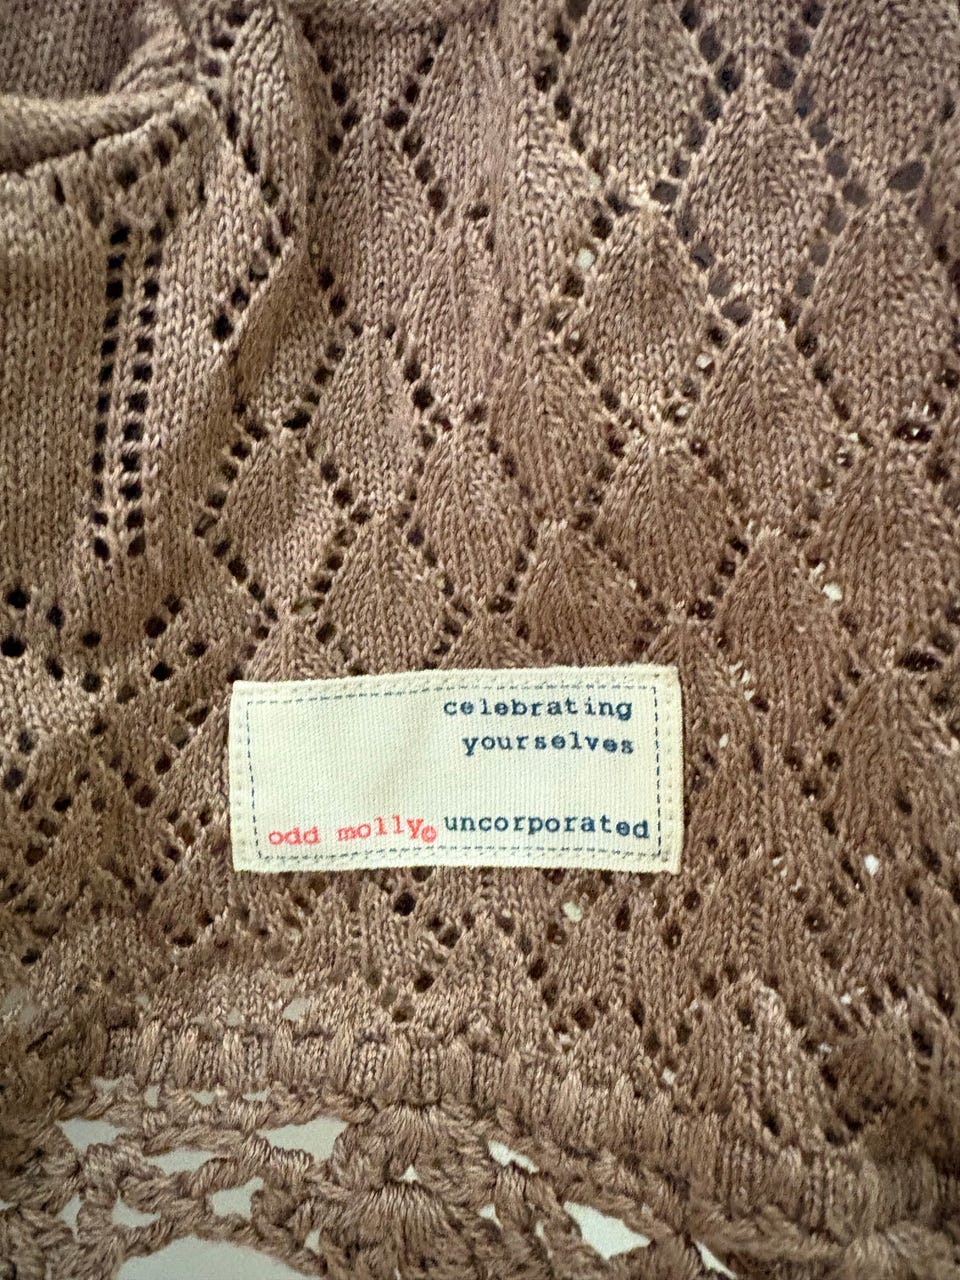 celebrating
yourselves
odd molly© uncorporated